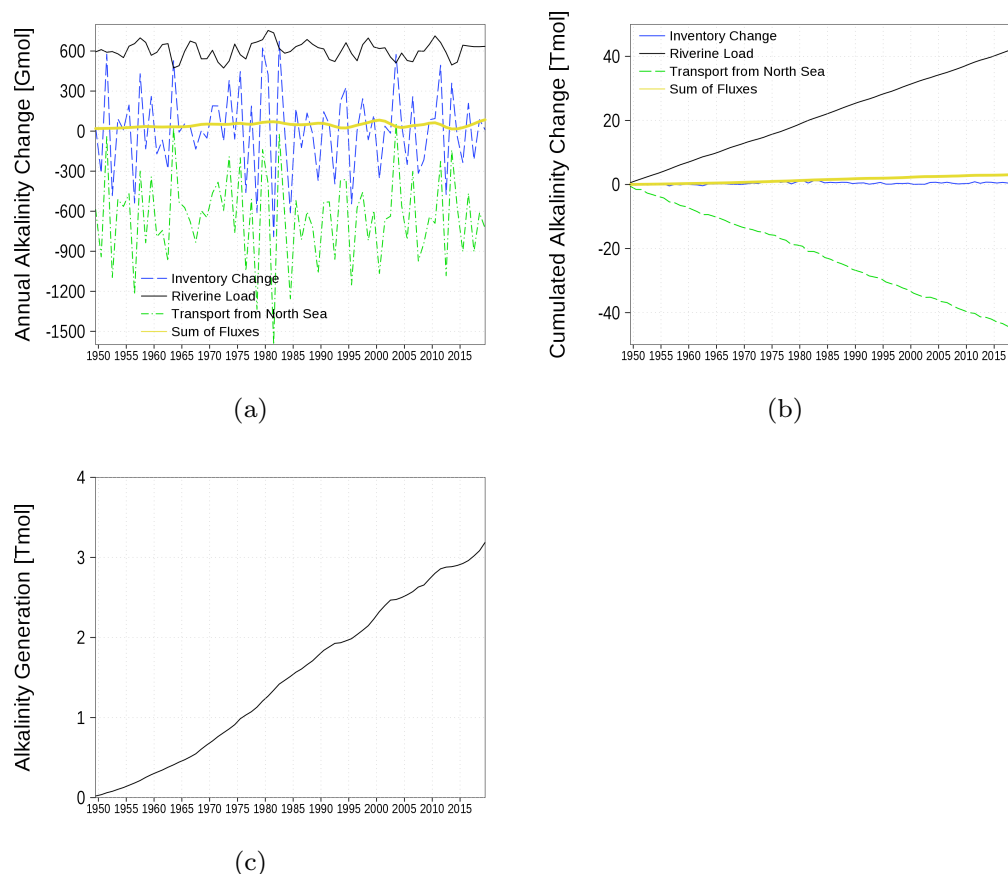 Annual Alkalinity Change [Gmol]
600
300
0
-300
-600
-900
-1200
-1500
Inventory Change
Riverine Load
Transport from North Sea
Sum of Fluxes
1950 1955 1960 1965 1970 1975 1980 1985 1990 1995 2000 2005 2010 2015
(a)
Cumulated Alkalinity Change [Tmol]
40
20
0
-20
-40
Inventory Change
Riverine Load
Transport from North Sea
Sum of Fluxes
1950 1955 1960 1965 1970 1975 1980 1985 1990 1995 2000 2005 2010 2015
(b)
Alkalinity Generation [Tmol]
4
3
2
1
0
1950 1955 1960 1965 1970 1975 1980 1985 1990 1995 2000 2005 2010 2015
(c)